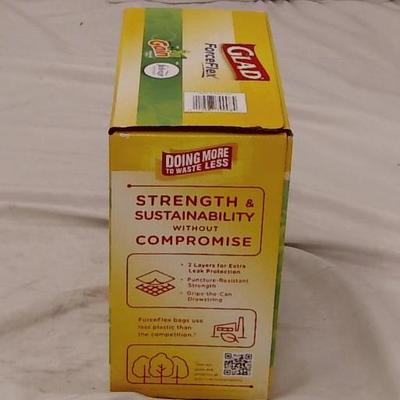 GLAD
ForceFlex
Gain
DOING MORE
TO WASTE LESS
STRENGTH &
SUSTAINABILITY
WITHOUT
COMPROMISE
• 2 Layers for Extra
Leak Protection
• Puncture-Resistant
Strength
• Grips-the-Can
Drawstring
ForceFlex bags use
less plastic than
the competition.